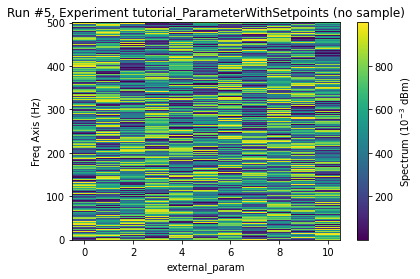 Run #5, Experiment tutorial_ParameterWithSetpoints (no sample)
500
400
300
200
100
0
Freq Axis (Hz)
0 2 4 6 8 10
external_param
800
600
400
200
Spectrum (10⁻³ dBm)